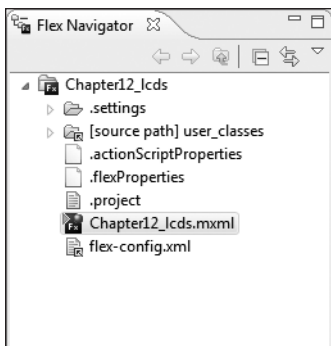 Flex Navigator
Chapter12_lcds
.settings
[source path] user_classes
.actionScriptProperties
.flexProperties
.project
Chapter12_lcds.mxml
flex-config.xml